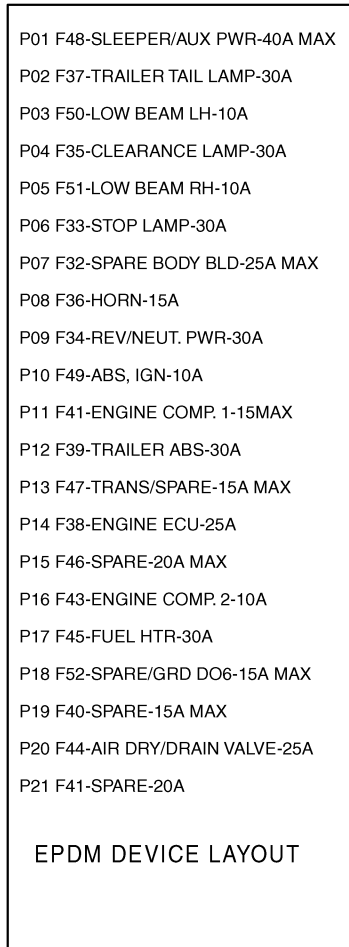 P01 F48-SLEEPER/AUX PWR-40A MAX
P02 F37-TRAILER TAIL LAMP-30A
P03 F50-LOW BEAM LH-10A
P04 F35-CLEARANCE LAMP-30A
P05 F51-LOW BEAM RH-10A
P06 F33-STOP LAMP-30A
P07 F32-SPARE BODY BLD-25A MAX
P08 F36-HORN-15A
P09 F34-REV/NEUT. PWR-30A
P10 F49-ABS, IGN-10A
P11 F41-ENGINE COMP. 1-15MAX
P12 F39-TRAILER ABS-30A
P13 F47-TRANS/SPARE-15A MAX
P14 F38-ENGINE ECU-25A
P15 F46-SPARE-20A MAX
P16 F43-ENGINE COMP. 2-10A
P17 F45-FUEL HTR-30A
P18 F52-SPARE/GRD DO6-15A MAX
P19 F40-SPARE-15A MAX
P20 F44-AIR DRY/DRAIN VALVE-25A
P21 F41-SPARE-20A
EPDM DEVICE LAYOUT